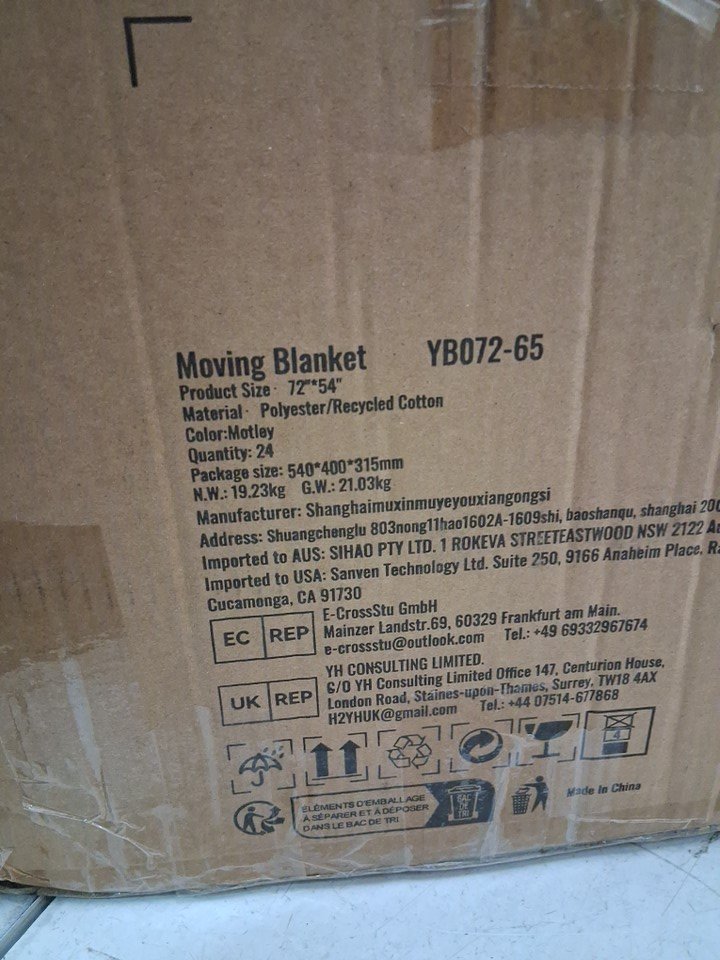 Moving Blanket YB072-65
Product Size· 72"*54"
Material· Polyester/Recycled Cotton
Color:Motley
Quantity: 24
Package size: 540*400*315mm
N.W.: 19.23kg G.W.: 21.03kg
Manufacturer: Shanghaimuxinmuyeyouxiangongsi
Address: Shuangchenglu 803nong11hao1602A-1609shi, baoshanqu, shanghai
Imported to AUS: SIHAO PTY LTD. 1 ROKEVA STREETEASTWOOD NSW 2122
Imported to USA: Sanven Technology Ltd. Suite 250, 9166 Anaheim Place,
Cucamonga, CA 91730
EC REP
E-CrossStu GmbH
Mainzer Landstr.69, 60329 Frankfurt am Main.
e-crossstu@outlook.com Tel.: +49 69332967674
UK REP
YH CONSULTING LIMITED.
C/O YH Consulting Limited Office 147, Centurion House,
London Road, Staines-upon-Thames, Surrey, TW18 4AX
H2YHUK@gmail.com Tel.: +44 07514-677868
4
ÉLÉMENTS D'EMBALLAGE
À SÉPARER ET À DÉPOSER
DANS LE BAC DE TRI
BAC
DE
TRI
Made In China